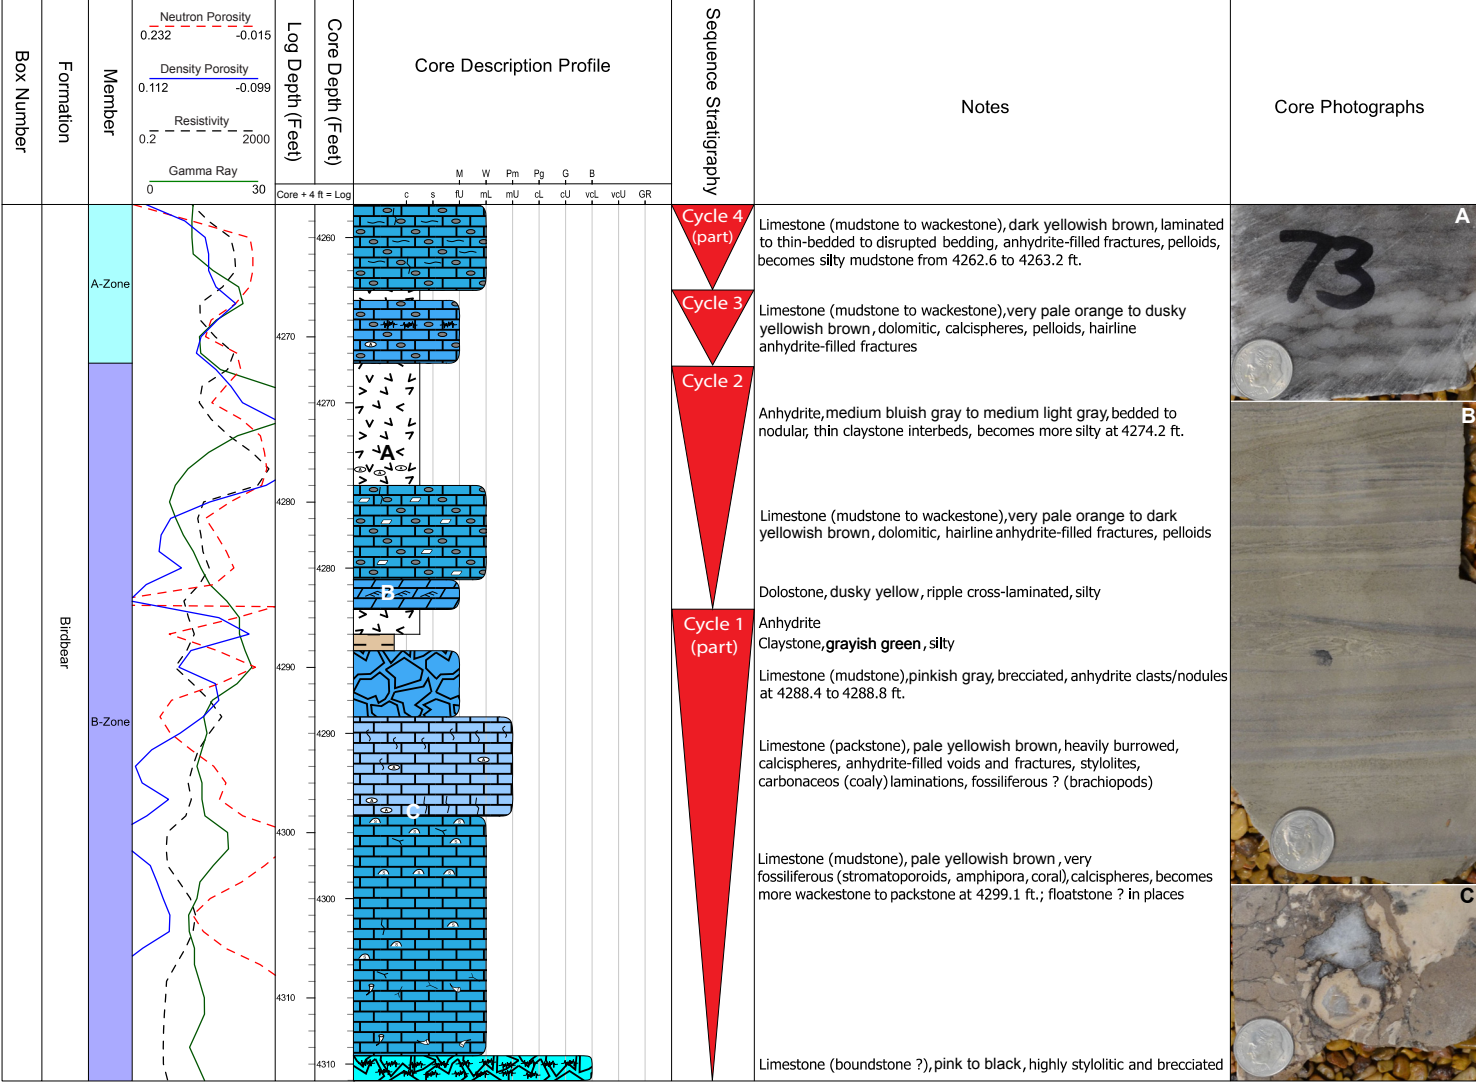 Box Number
Formation
Member
Neutron Porosity
0.232 -0.015
Density Porosity
0.112 -0.099
Resistivity
0.2 2000
Gamma Ray
0 30
Log Depth (Feet)
Core Depth (Feet)
Core + 4 ft = Log
Core Description Profile
M W Pm Pg G B
c s fU mL mU cL cU vcL vcU GR
Sequence Stratigraphy
Notes
Core Photographs
Birdbear
A-Zone
B-Zone
4270
4280
4290
4300
4310
4260
4270
4280
4290
4300
4310
A
B
C
Cycle 4
(part)
Cycle 3
Cycle 2
Cycle 1
(part)
Limestone (mudstone to wackestone), dark yellowish brown, laminated
to thin-bedded to disrupted bedding, anhydrite-filled fractures, pelloids,
becomes silty mudstone from 4262.6 to 4263.2 ft.
Limestone (mudstone to wackestone),very pale orange to dusky
yellowish brown, dolomitic, calcispheres, pelloids, hairline
anhydrite-filled fractures
Anhydrite, medium bluish gray to medium light gray, bedded to
nodular, thin claystone interbeds, becomes more silty at 4274.2 ft.
Limestone (mudstone to wackestone),very pale orange to dark
yellowish brown, dolomitic, hairline anhydrite-filled fractures, pelloids
Dolostone, dusky yellow, ripple cross-laminated, silty
Anhydrite
Claystone, grayish green, silty
Limestone (mudstone),pinkish gray, brecciated, anhydrite clasts/nodules
at 4288.4 to 4288.8 ft.
Limestone (packstone), pale yellowish brown, heavily burrowed,
calcispheres, anhydrite-filled voids and fractures, stylolites,
carbonaceos (coaly) laminations, fossiliferous ? (brachiopods)
Limestone (mudstone), pale yellowish brown, very
fossiliferous (stromatoporoids, amphipora, coral), calcispheres, becomes
more wackestone to packstone at 4299.1 ft.; floatstone ? in places
Limestone (boundstone ?), pink to black, highly stylolitic and brecciated
A
73
B
C